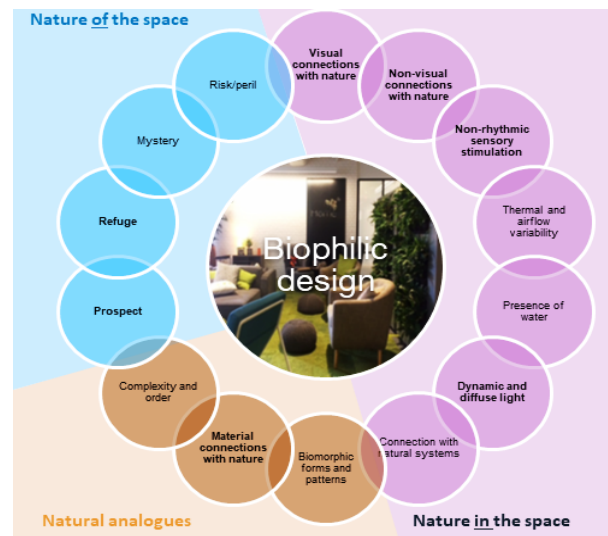 Nature of the space
Visual
connections
with nature
Non-visual
connections
with nature
Non-rhythmic
sensory
stimulation
Thermal and
airflow
variability
Presence of
water
Dynamic and
diffuse light
Connection with
natural systems
Biomorphic
forms and
patterns
Material
connections
with nature
Complexity and
order
Prospect
Refuge
Mystery
Risk/peril
Biophilic
design
Natural analogues
Nature in the space